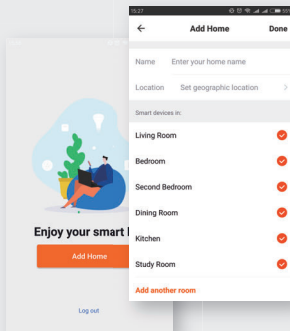 15:27
55%
Add Home
Done
Name Enter your home name
Location Set geographic location
Smart devices in:
Living Room
Bedroom
Second Bedroom
Dining Room
Kitchen
Study Room
Add another room
Enjoy your smart
Add Home
Log out